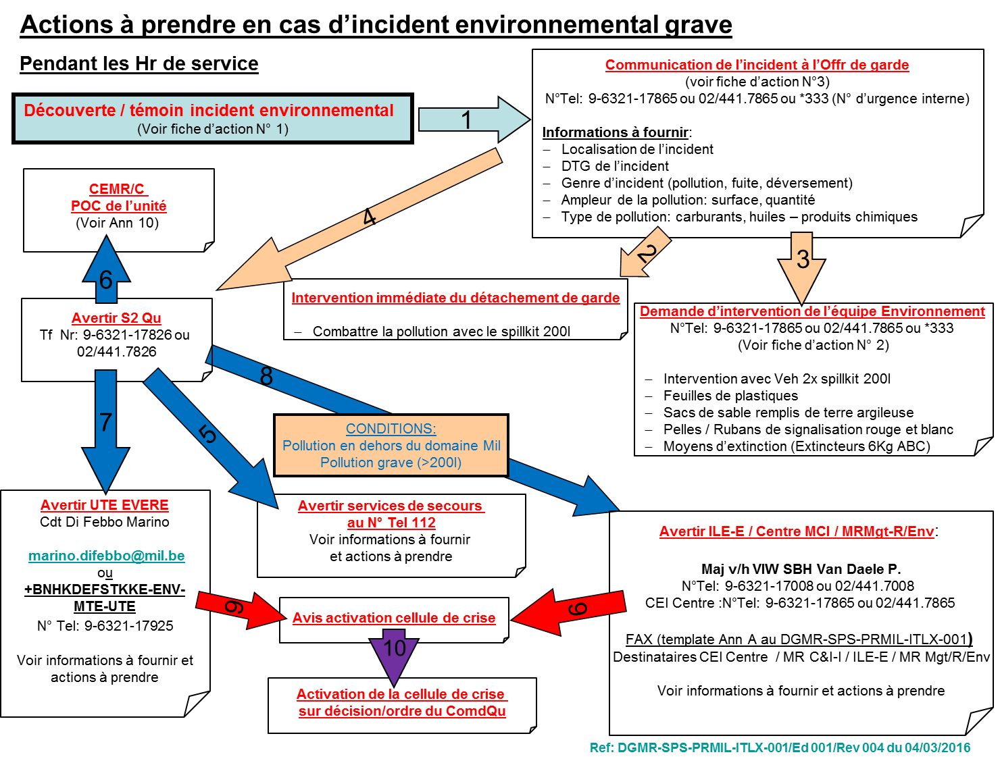 Actions à prendre en cas d’incident environnemental grave
Pendant les Hr de service
Découverte / témoin incident environnemental
(Voir fiche d’action N° 1)
1
Communication de l’incident à l’Offr de garde
(voir fiche d’action N°3)
N°Tel: 9-6321-17865 ou 02/441.7865 ou *333 (N° d’urgence interne)
Informations à fournir:
– Localisation de l’incident
– DTG de l’incident
– Genre d’incident (pollution, fuite, déversement)
– Ampleur de la pollution: surface, quantité
– Type de pollution: carburants, huiles – produits chimiques
4
2
3
CEMR/C
POC de l’unité
(Voir Ann 10)
6
Intervention immédiate du détachement de garde
– Combattre la pollution avec le spillkit 200l
Demande d’intervention de l’équipe Environnement
N°Tel: 9-6321-17865 ou 02/441.7865 ou *333
(Voir fiche d’action N° 2)
– Intervention avec Veh 2x spillkit 200l
– Feuilles de plastiques
– Sacs de sable remplis de terre argileuse
– Pelles / Rubans de signalisation rouge et blanc
– Moyens d’extinction (Extincteurs 6Kg ABC)
Avertir S2 Qu
Tf Nr: 9-6321-17826 ou
02/441.7826
8
7
5
CONDITIONS:
Pollution en dehors du domaine Mil
Pollution grave (>200l)
Avertir UTE EVERE
Cdt Di Febbo Marino
marino.difebbo@mil.be
ou
+BNHKDEFSTKKE-ENV-
MTE-UTE
N° Tel: 9-6321-17925
Voir informations à fournir et
actions à prendre
Avertir services de secours
au N° Tel 112
Voir informations à fournir
et actions à prendre
Avertir ILE-E / Centre MCI / MRMgt-R/Env:
Maj v/h VIW SBH Van Daele P.
N°Tel: 9-6321-17008 ou 02/441.7008
CEI Centre :N°Tel: 9-6321-17865 ou 02/441.7865
FAX (template Ann A au DGMR-SPS-PRMIL-ITLX-001)
Destinataires CEI Centre / MR C&I-I / ILE-E / MR Mgt/R/Env
Voir informations à fournir et actions à prendre
9
9
Avis activation cellule de crise
10
Activation de la cellule de crise
sur décision/ordre du ComdQu
Ref: DGMR-SPS-PRMIL-ITLX-001/Ed 001/Rev 004 du 04/03/2016